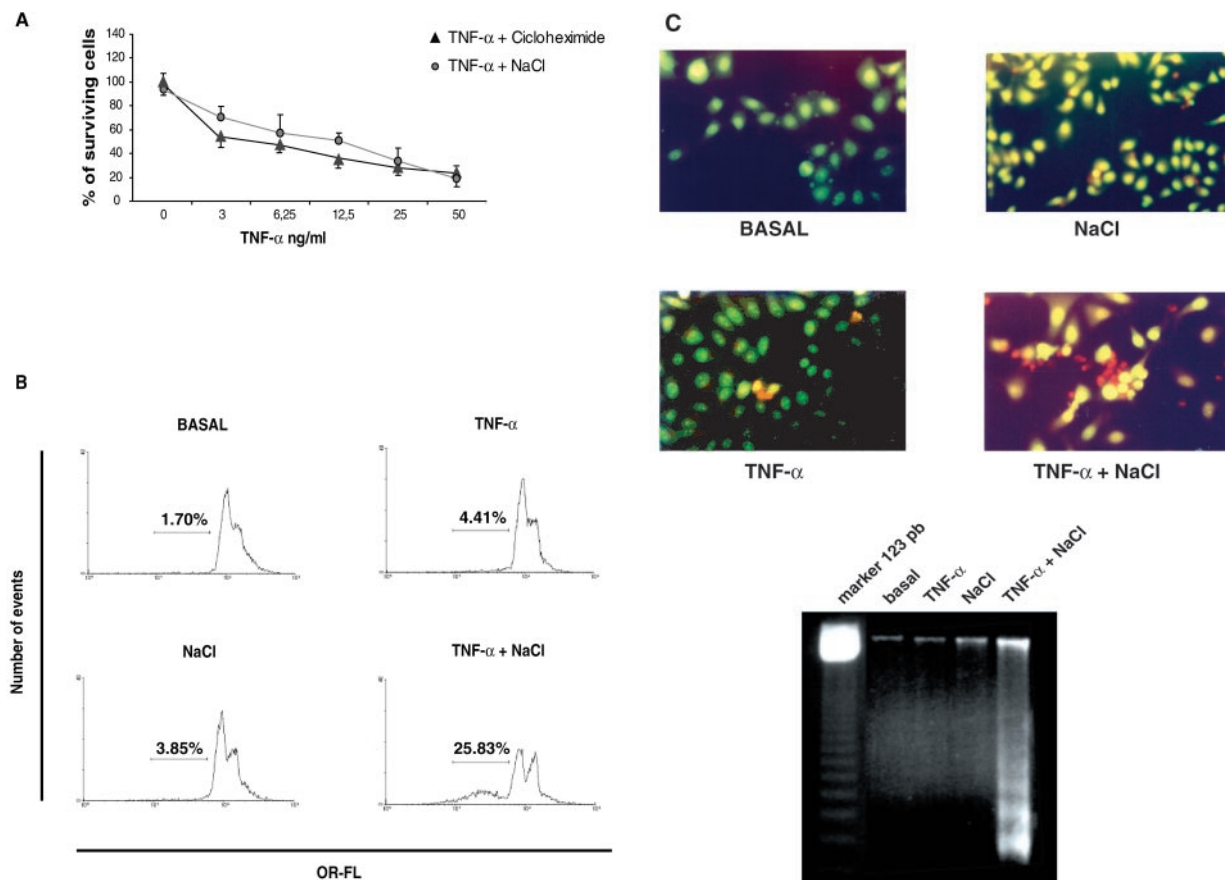 A
% of surviving cells
140
120
100
80
60
40
20
0
0 3 6,25 12,5 25 50
TNF-α ng/ml
TNF-α + Cicloheximide
TNF-α + NaCl
B
Number of events
BASAL
1.70%
TNF-α
4.41%
NaCl
3.85%
TNF-α + NaCl
25.83%
OR-FL
C
BASAL
NaCl
TNF-α
TNF-α + NaCl
marker 123 pb
basal
TNF-α
NaCl
TNF-α + NaCl